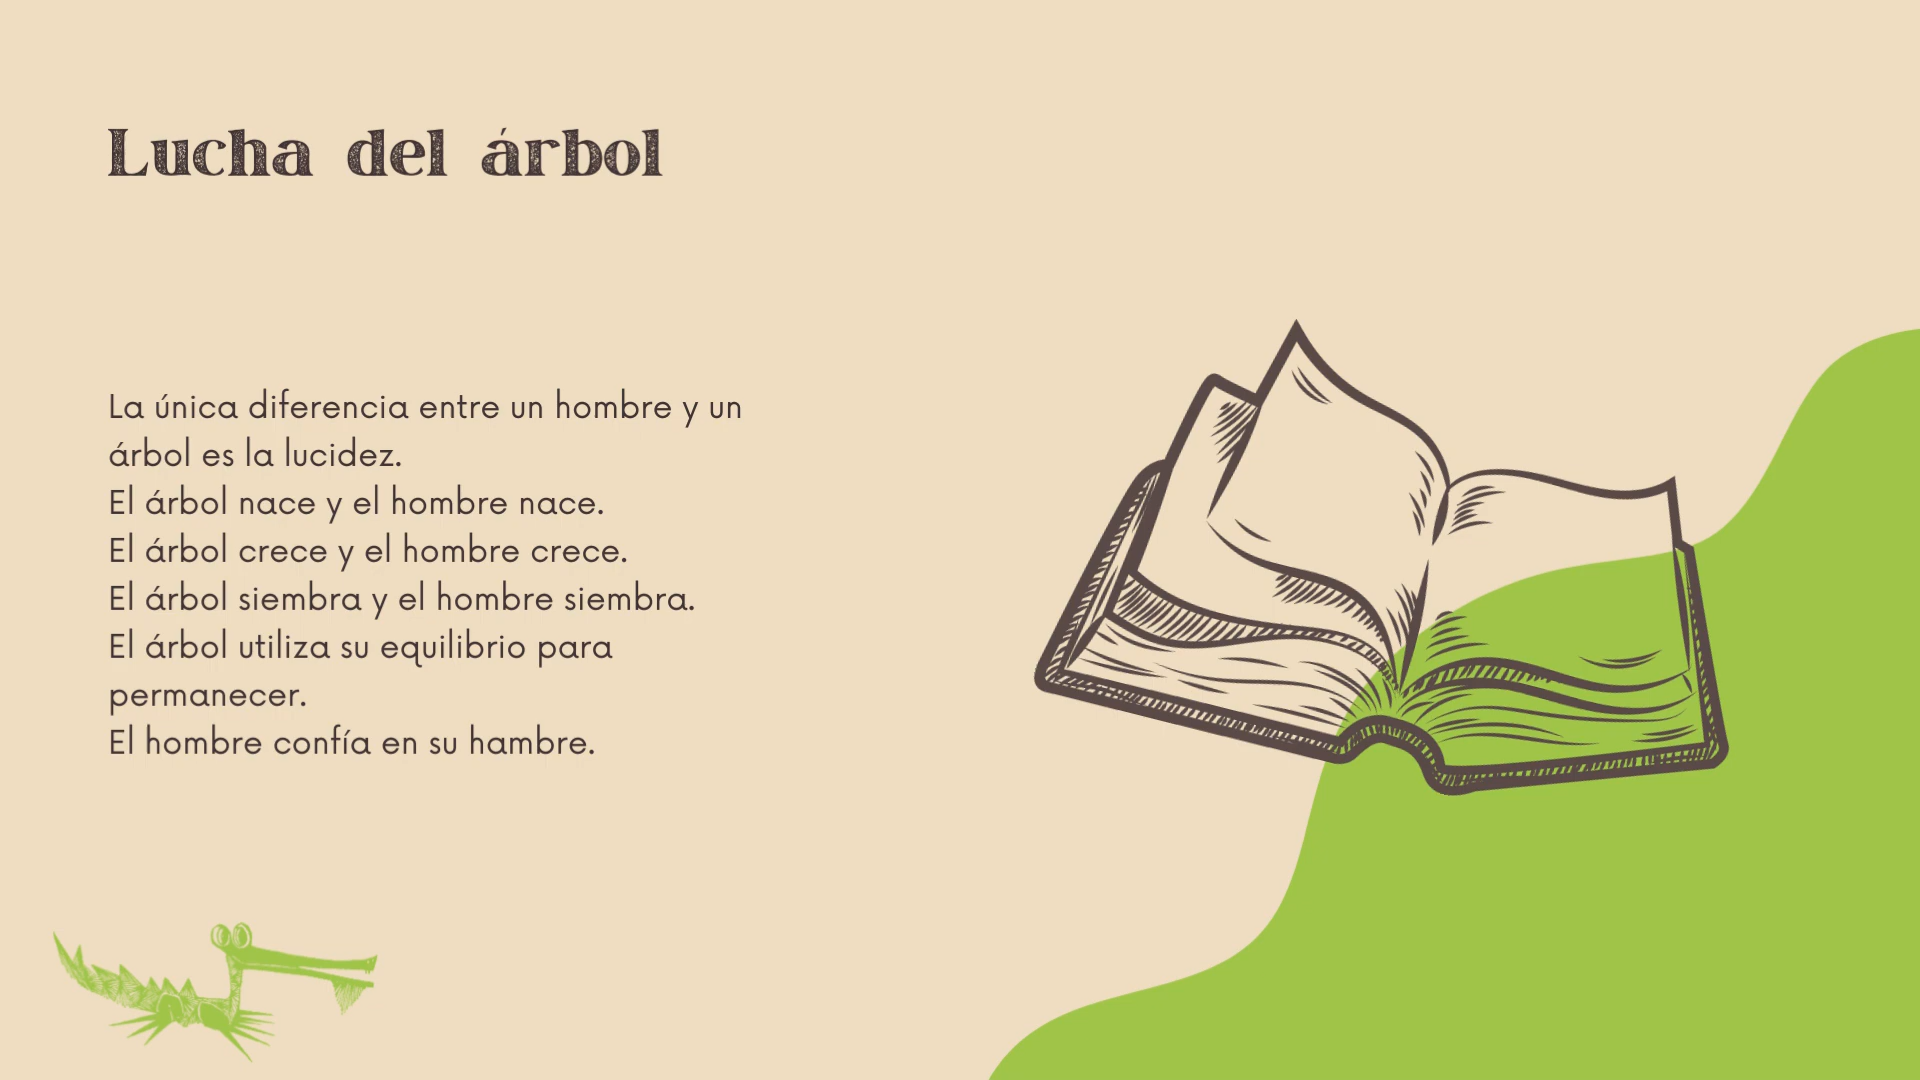 Lucha del árbol
La única diferencia entre un hombre y un
árbol es la lucidez.
El árbol nace y el hombre nace.
El árbol crece y el hombre crece.
El árbol siembra y el hombre siembra.
El árbol utiliza su equilibrio para
permanecer.
El hombre confía en su hambre.